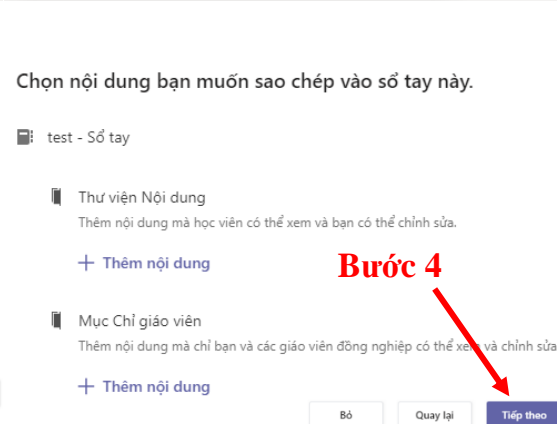 Chọn nội dung bạn muốn sao chép vào sổ tay này.
test - Sổ tay
Thư viện Nội dung
Thêm nội dung mà học viên có thể xem và bạn có thể chỉnh sửa.
+ Thêm nội dung
Bước 4
Mục Chỉ giáo viên
Thêm nội dung mà chỉ bạn và các giáo viên đồng nghiệp có thể xem và chỉnh sửa
+ Thêm nội dung
Bỏ Quay lại Tiếp theo